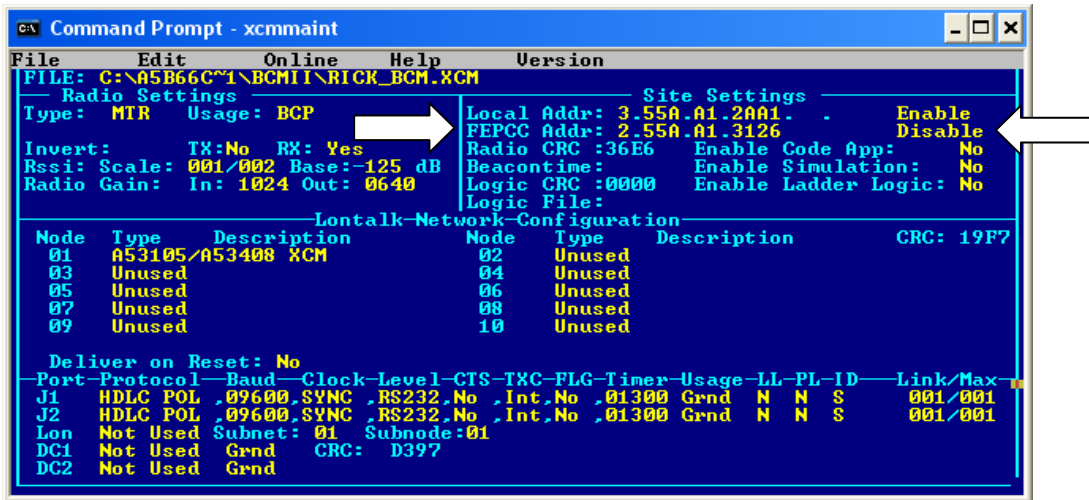 Command Prompt - xcmmaint
File Edit Online Help Version
FILE: C:\A5B66C~1\BCMII\RICK_BCM.XCM
Radio Settings Site Settings
Type: MTR Usage: BCP Local Addr: 3.55A.A1.2AA1. . Enable
FEPCC Addr: 2.55A.A1.3126 Disable
Invert: TX:No RX: Yes Radio CRC :36E6 Enable Code App: No
Rssi: Scale: 001/002 Base:-125 dB Beacontime: Enable Simulation: No
Radio Gain: In: 1024 Out: 0640 Logic CRC :0000 Enable Ladder Logic: No
Logic File:
Lontalk-Network-Configuration
Node Type Description Node Type Description CRC: 19F7
01 A53105/A53408 XCM 02 Unused
03 Unused 04 Unused
05 Unused 06 Unused
07 Unused 08 Unused
09 Unused 10 Unused
Deliver on Reset: No
Port-Protocol-Baud-Clock-Level-CTS-TXC-FLG-Timer-Usage-LL-PL-ID-Link/Max
J1 HDLC POL ,09600,SYNC ,RS232,No ,Int,No ,01300 Grnd N N S 001/001
J2 HDLC POL ,09600,SYNC ,RS232,No ,Int,No ,01300 Grnd N N S 001/001
Lon Not Used Subnet: 01 Subnode:01
DC1 Not Used Grnd CRC: D397
DC2 Not Used Grnd